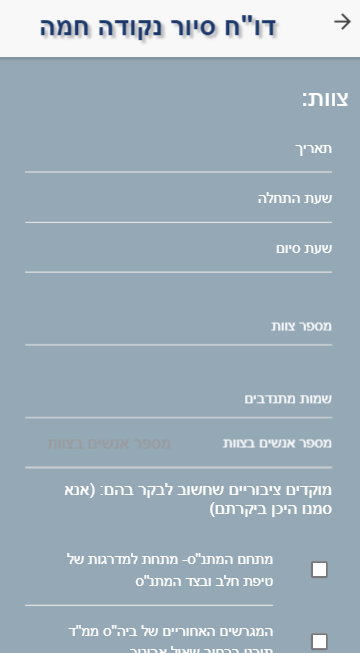 דו"ח סיור נקודה חמה
צוות:
תאריך
שעת התחלה
שעת סיום
מספר צוות
שמות מתנדבים
מספר אנשים בצוות מספר אנשים בצוות
מוקדים ציבוריים שחשוב לבקר בהם: (אנא
סמנו היכן ביקרתם)
מתחם המתנ"ס- מתחת למדרגות של
טיפת חלב ובצד המתנ"ס
המגרשים האחוריים של ביה"ס ממ"ד